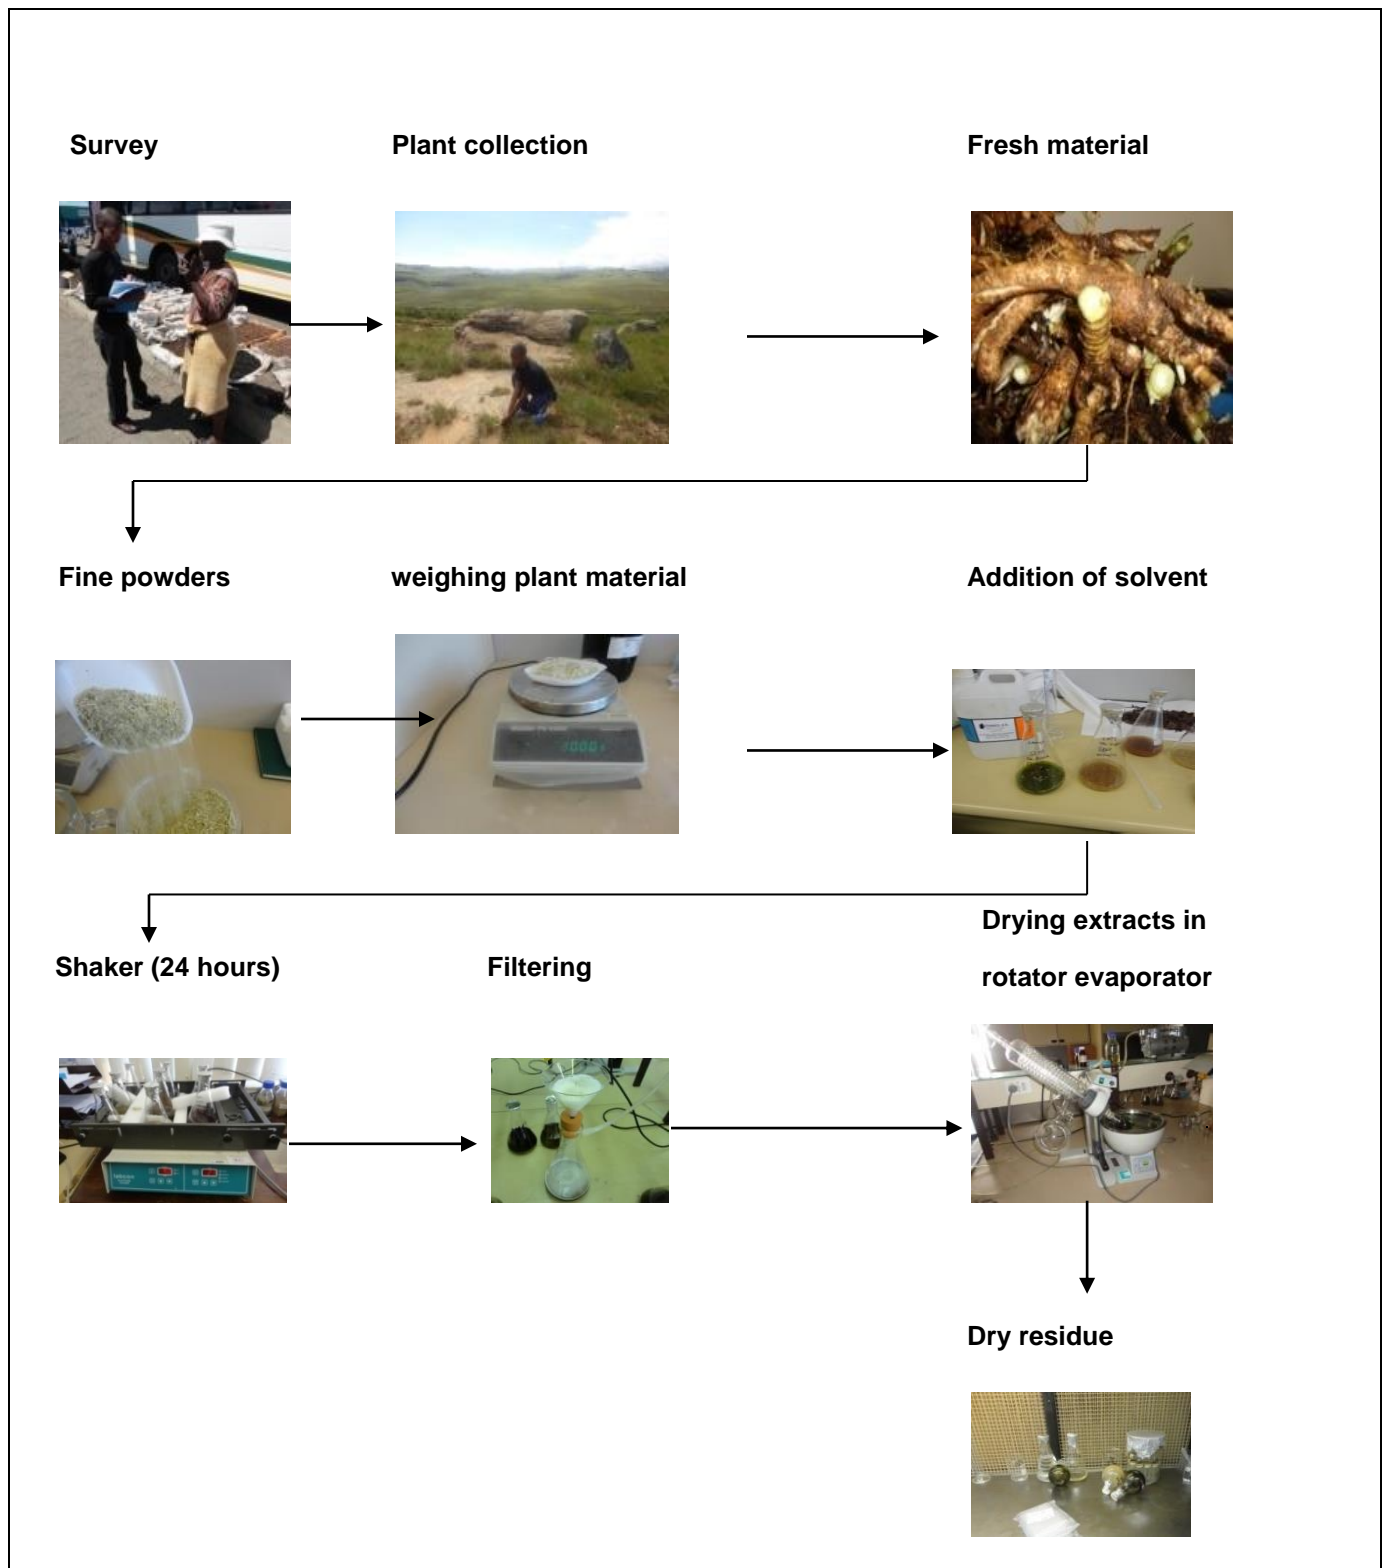 Survey
Plant collection
Fresh material
Fine powders
weighing plant material
Addition of solvent
Shaker (24 hours)
Filtering
Drying extracts in
rotator evaporator
Dry residue